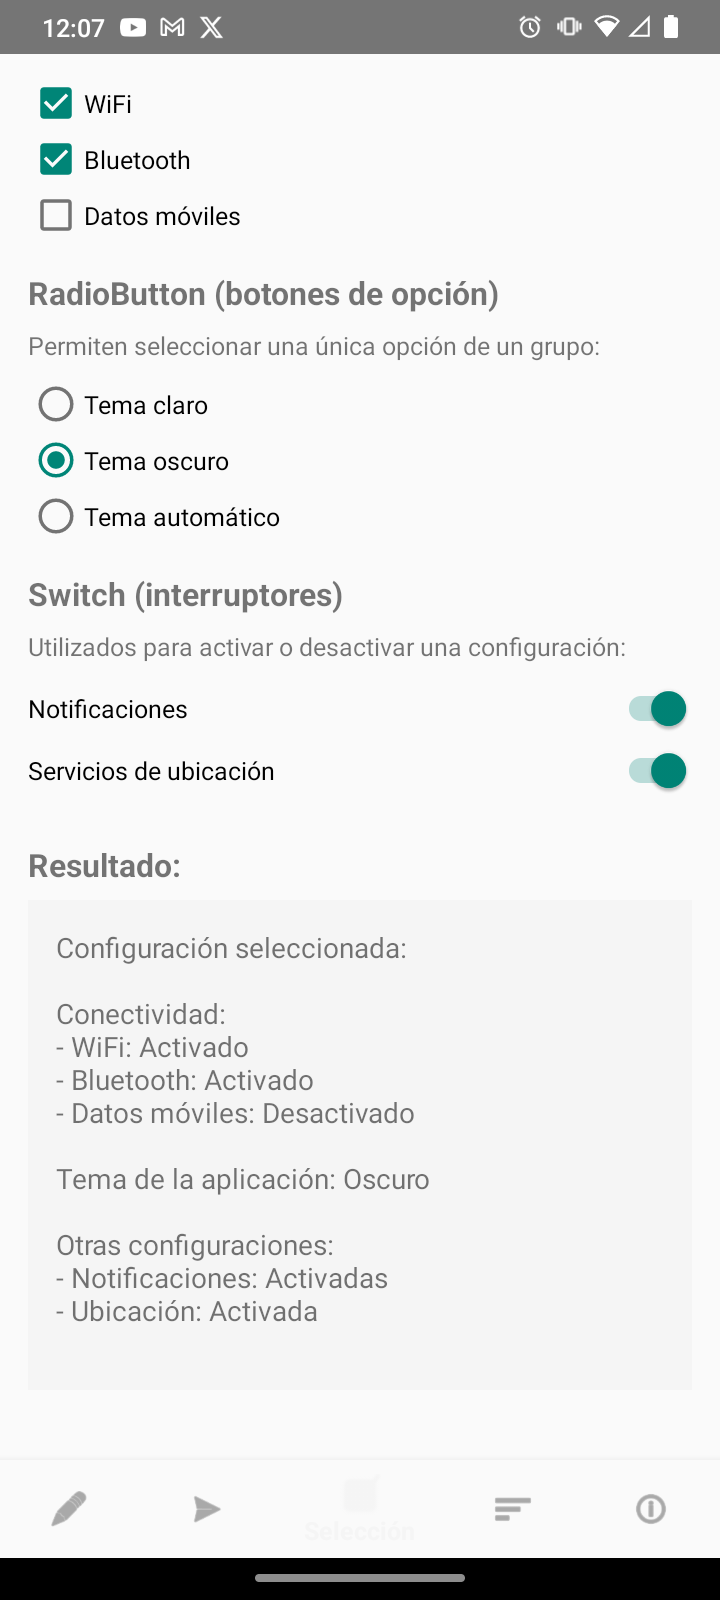 12:07
WiFi
Bluetooth
Datos móviles
RadioButton (botones de opción)
Permiten seleccionar una única opción de un grupo:
Tema claro
Tema oscuro
Tema automático
Switch (interruptores)
Utilizados para activar o desactivar una configuración:
Notificaciones
Servicios de ubicación
Resultado:
Configuración seleccionada:
Conectividad:
- WiFi: Activado
- Bluetooth: Activado
- Datos móviles: Desactivado
Tema de la aplicación: Oscuro
Otras configuraciones:
- Notificaciones: Activadas
- Ubicación: Activada
Selección